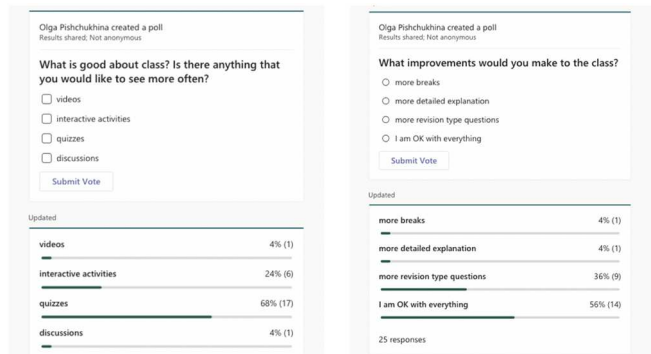 Olga Pishchukhina created a poll
Results shared; Not anonymous
What is good about class? Is there anything that
you would like to see more often?
videos
interactive activities
quizzes
discussions
Submit Vote
Updated
videos 4% (1)
interactive activities 24% (6)
quizzes 68% (17)
discussions 4% (1)
Olga Pishchukhina created a poll
Results shared; Not anonymous
What improvements would you make to the class?
more breaks
more detailed explanation
more revision type questions
I am OK with everything
Submit Vote
Updated
more breaks 4% (1)
more detailed explanation 4% (1)
more revision type questions 36% (9)
I am OK with everything 56% (14)
25 responses